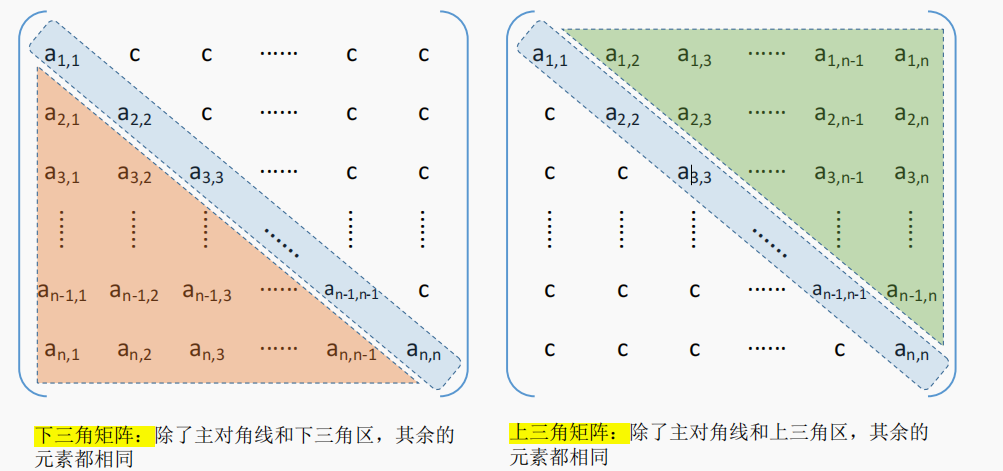 a1,1 c c ...... c c
a2,1 a2,2 c ...... c c
a3,1 a3,2 a3,3 ...... c c
...... ...... ...... ...... ...... ......
an-1,1 an-1,2 an-1,3 ...... an-1,n-1 c
an,1 an,2 an,3 ...... an,n-1 an,n
下三角矩阵：除了主对角线和下三角区，其余的
元素都相同
a1,1 a1,2 a1,3 ...... a1,n-1 a1,n
c a2,2 a2,3 ...... a2,n-1 a2,n
c c a3,3 ...... a3,n-1 a3,n
...... ...... ...... ...... ...... ......
c c c ...... an-1,n-1 an-1,n
c c c ...... c an,n
上三角矩阵：除了主对角线和上三角区，其余的
元素都相同